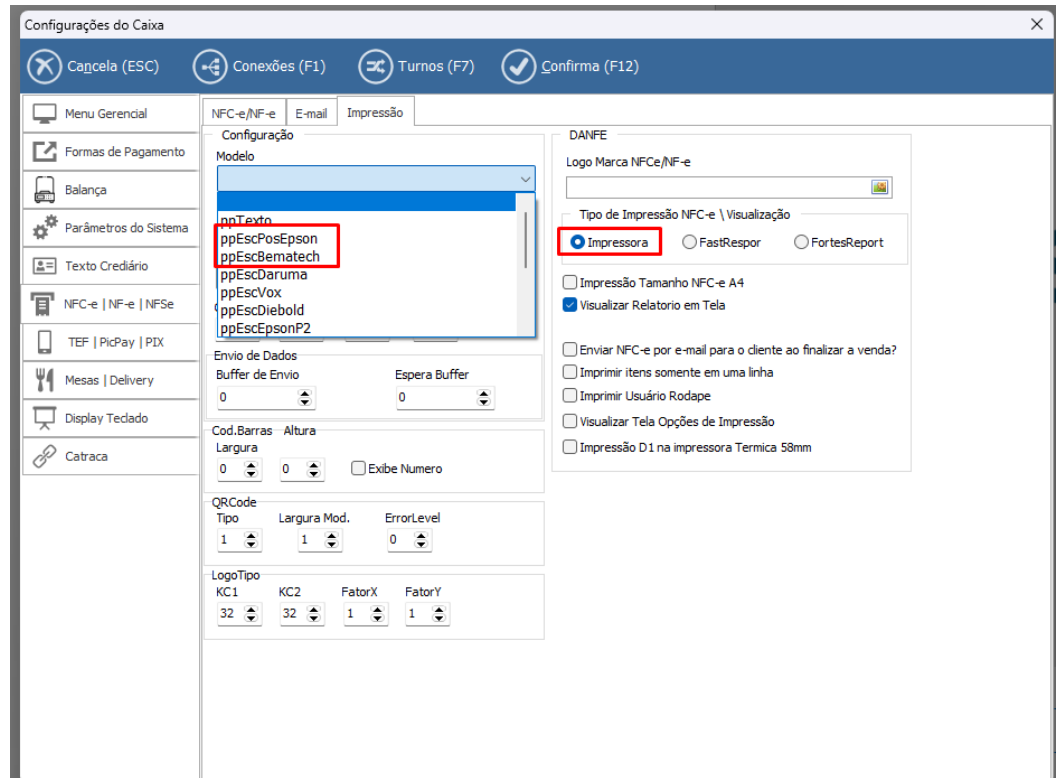 Configurações do Caixa
Cancela (ESC) Conexões (F1) Turnos (F7) Confirma (F12)
Menu Gerencial
Formas de Pagamento
Balança
Parâmetros do Sistema
Texto Crediário
NFC-e | NF-e | NFSe
TEF | PicPay | PIX
Mesas | Delivery
Display Teclado
Catraca
NFC-e/NF-e E-mail Impressão
Configuração
Modelo
ppTexto
ppEscPosEpson
ppEscBematech
ppEscDaruma
ppEscVox
ppEscDiebold
ppEscEpsonP2
Envio de Dados
Buffer de Envio Espera Buffer
0 0
Cod.Barras Altura
Largura
0 0 Exibe Numero
QRCode
Tipo Largura Mod. ErrorLevel
1 1 0
LogoTipo
KC1 KC2 FatorX FatorY
32 32 1 1
DANFE
Logo Marca NFCe/NF-e
Tipo de Impressão NFC-e \ Visualização
Impressora FastRespor FortesReport
Impressão Tamanho NFC-e A4
Visualizar Relatorio em Tela
Enviar NFC-e por e-mail para o cliente ao finalizar a venda?
Imprimir itens somente em uma linha
Imprimir Usuário Rodape
Visualizar Tela Opções de Impressão
Impressão D1 na impressora Termica 58mm